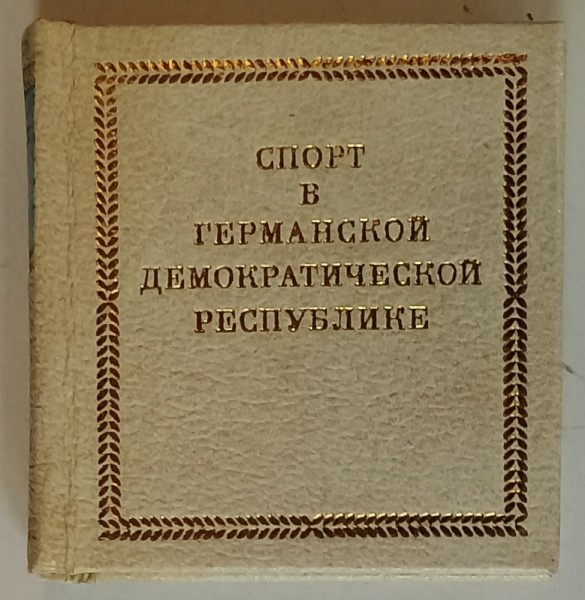 СПОРТ
В
ГЕРМАНСКОЙ
ДЕМОКРАТИЧЕСКОЙ
РЕСПУБЛИКЕ